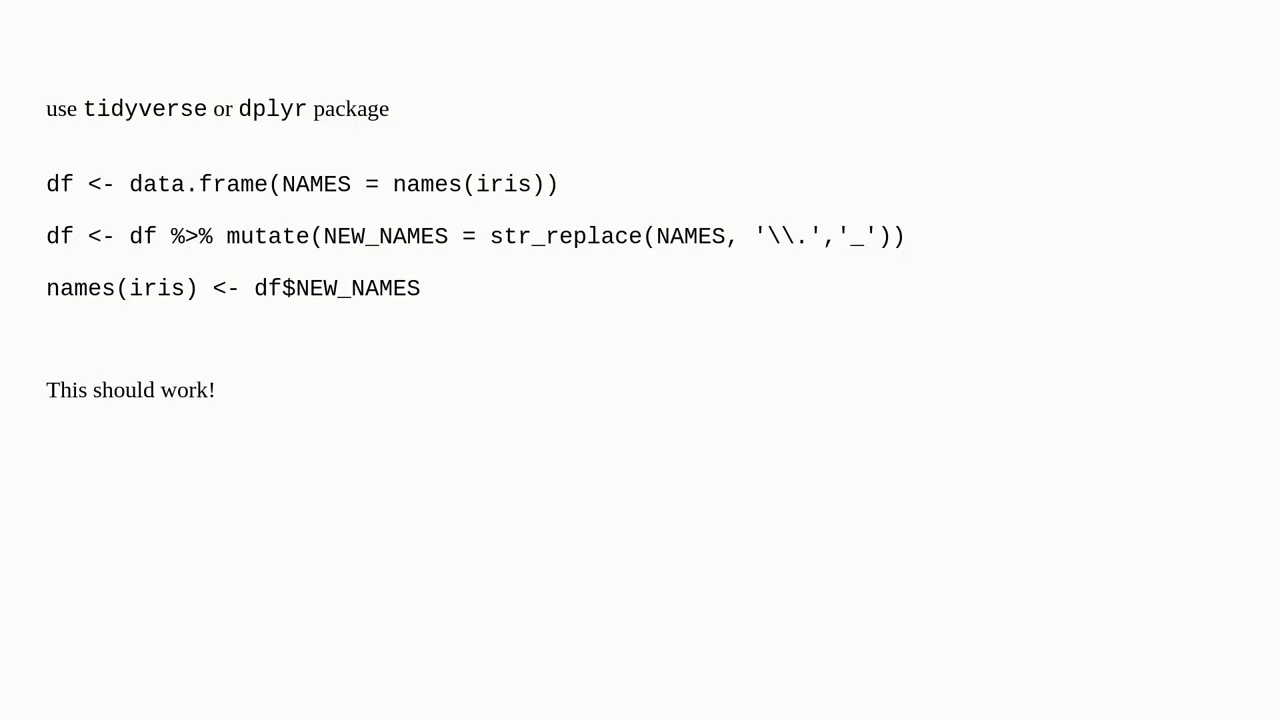 use tidyverse or dplyr package
df <- data.frame(NAMES = names(iris))
df <- df %>% mutate(NEW_NAMES = str_replace(NAMES, '\\.','_'))
names(iris) <- df$NEW_NAMES
This should work!